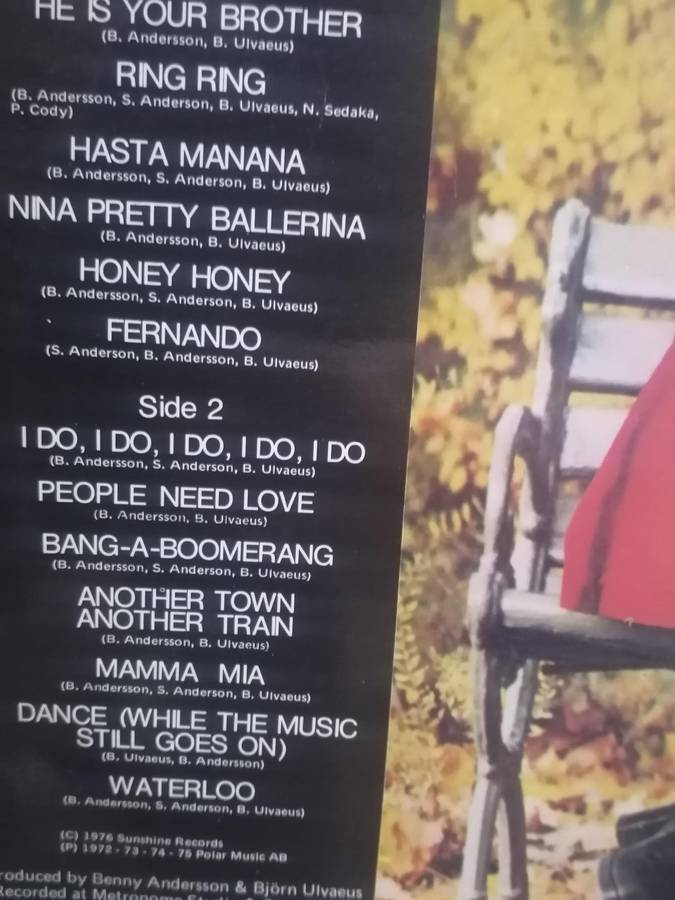 HE IS YOUR BROTHER
(B. Andersson, B. Ulvaeus)
RING RING
(B. Andersson, S. Anderson, B. Ulvaeus, N. Sedaka,
P. Cody)
HASTA MANANA
(B. Andersson, S. Anderson, B. Ulvaeus)
NINA PRETTY BALLERINA
(B. Andersson, B. Ulvaeus)
HONEY HONEY
(B. Andersson, S. Anderson, B. Ulvaeus)
FERNANDO
(S. Anderson, B. Andersson, B. Ulvaeus)
Side 2
I DO, I DO, I DO, I DO, I DO
(B. Andersson, S. Anderson, B. Ulvaeus)
PEOPLE NEED LOVE
(B. Andersson, B. Ulvaeus)
BANG-A-BOOMERANG
(B. Andersson, S. Anderson, B. Ulvaeus)
ANOTHER TOWN
ANOTHER TRAIN
(B. Andersson, B. Ulvaeus)
MAMMA MIA
(B. Andersson, S. Anderson, B. Ulvaeus)
DANCE (WHILE THE MUSIC
STILL GOES ON)
(B. Ulvaeus, B. Andersson)
WATERLOO
(B. Andersson, S. Anderson, B. Ulvaeus)
(C) 1976 Sunshine Records
(P) 1972 - 73 - 74 - 75 Polar Music AB
roduced by Benny Andersson & Björn Ulvaeus
Recorded at Metronome